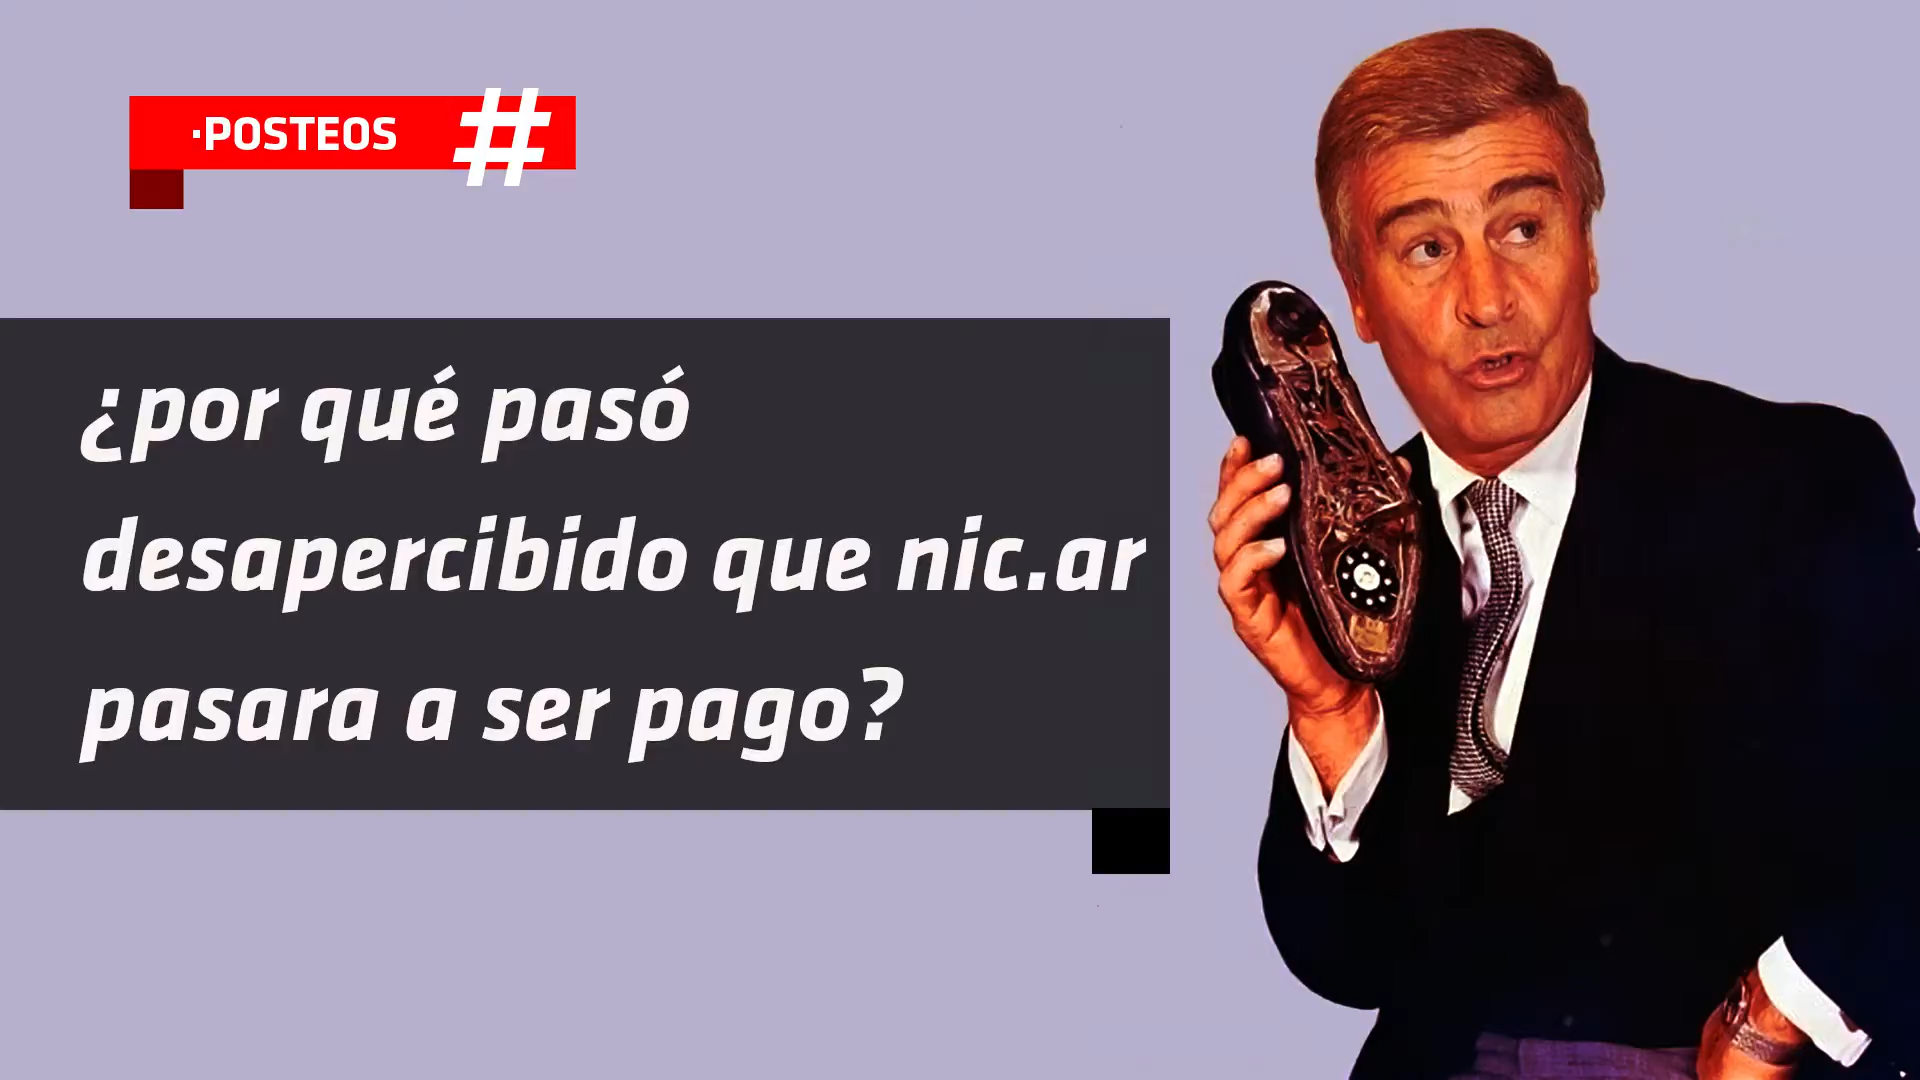 ·POSTEOS #
¿por qué pasó
desapercibido que nic.ar
pasara a ser pago?